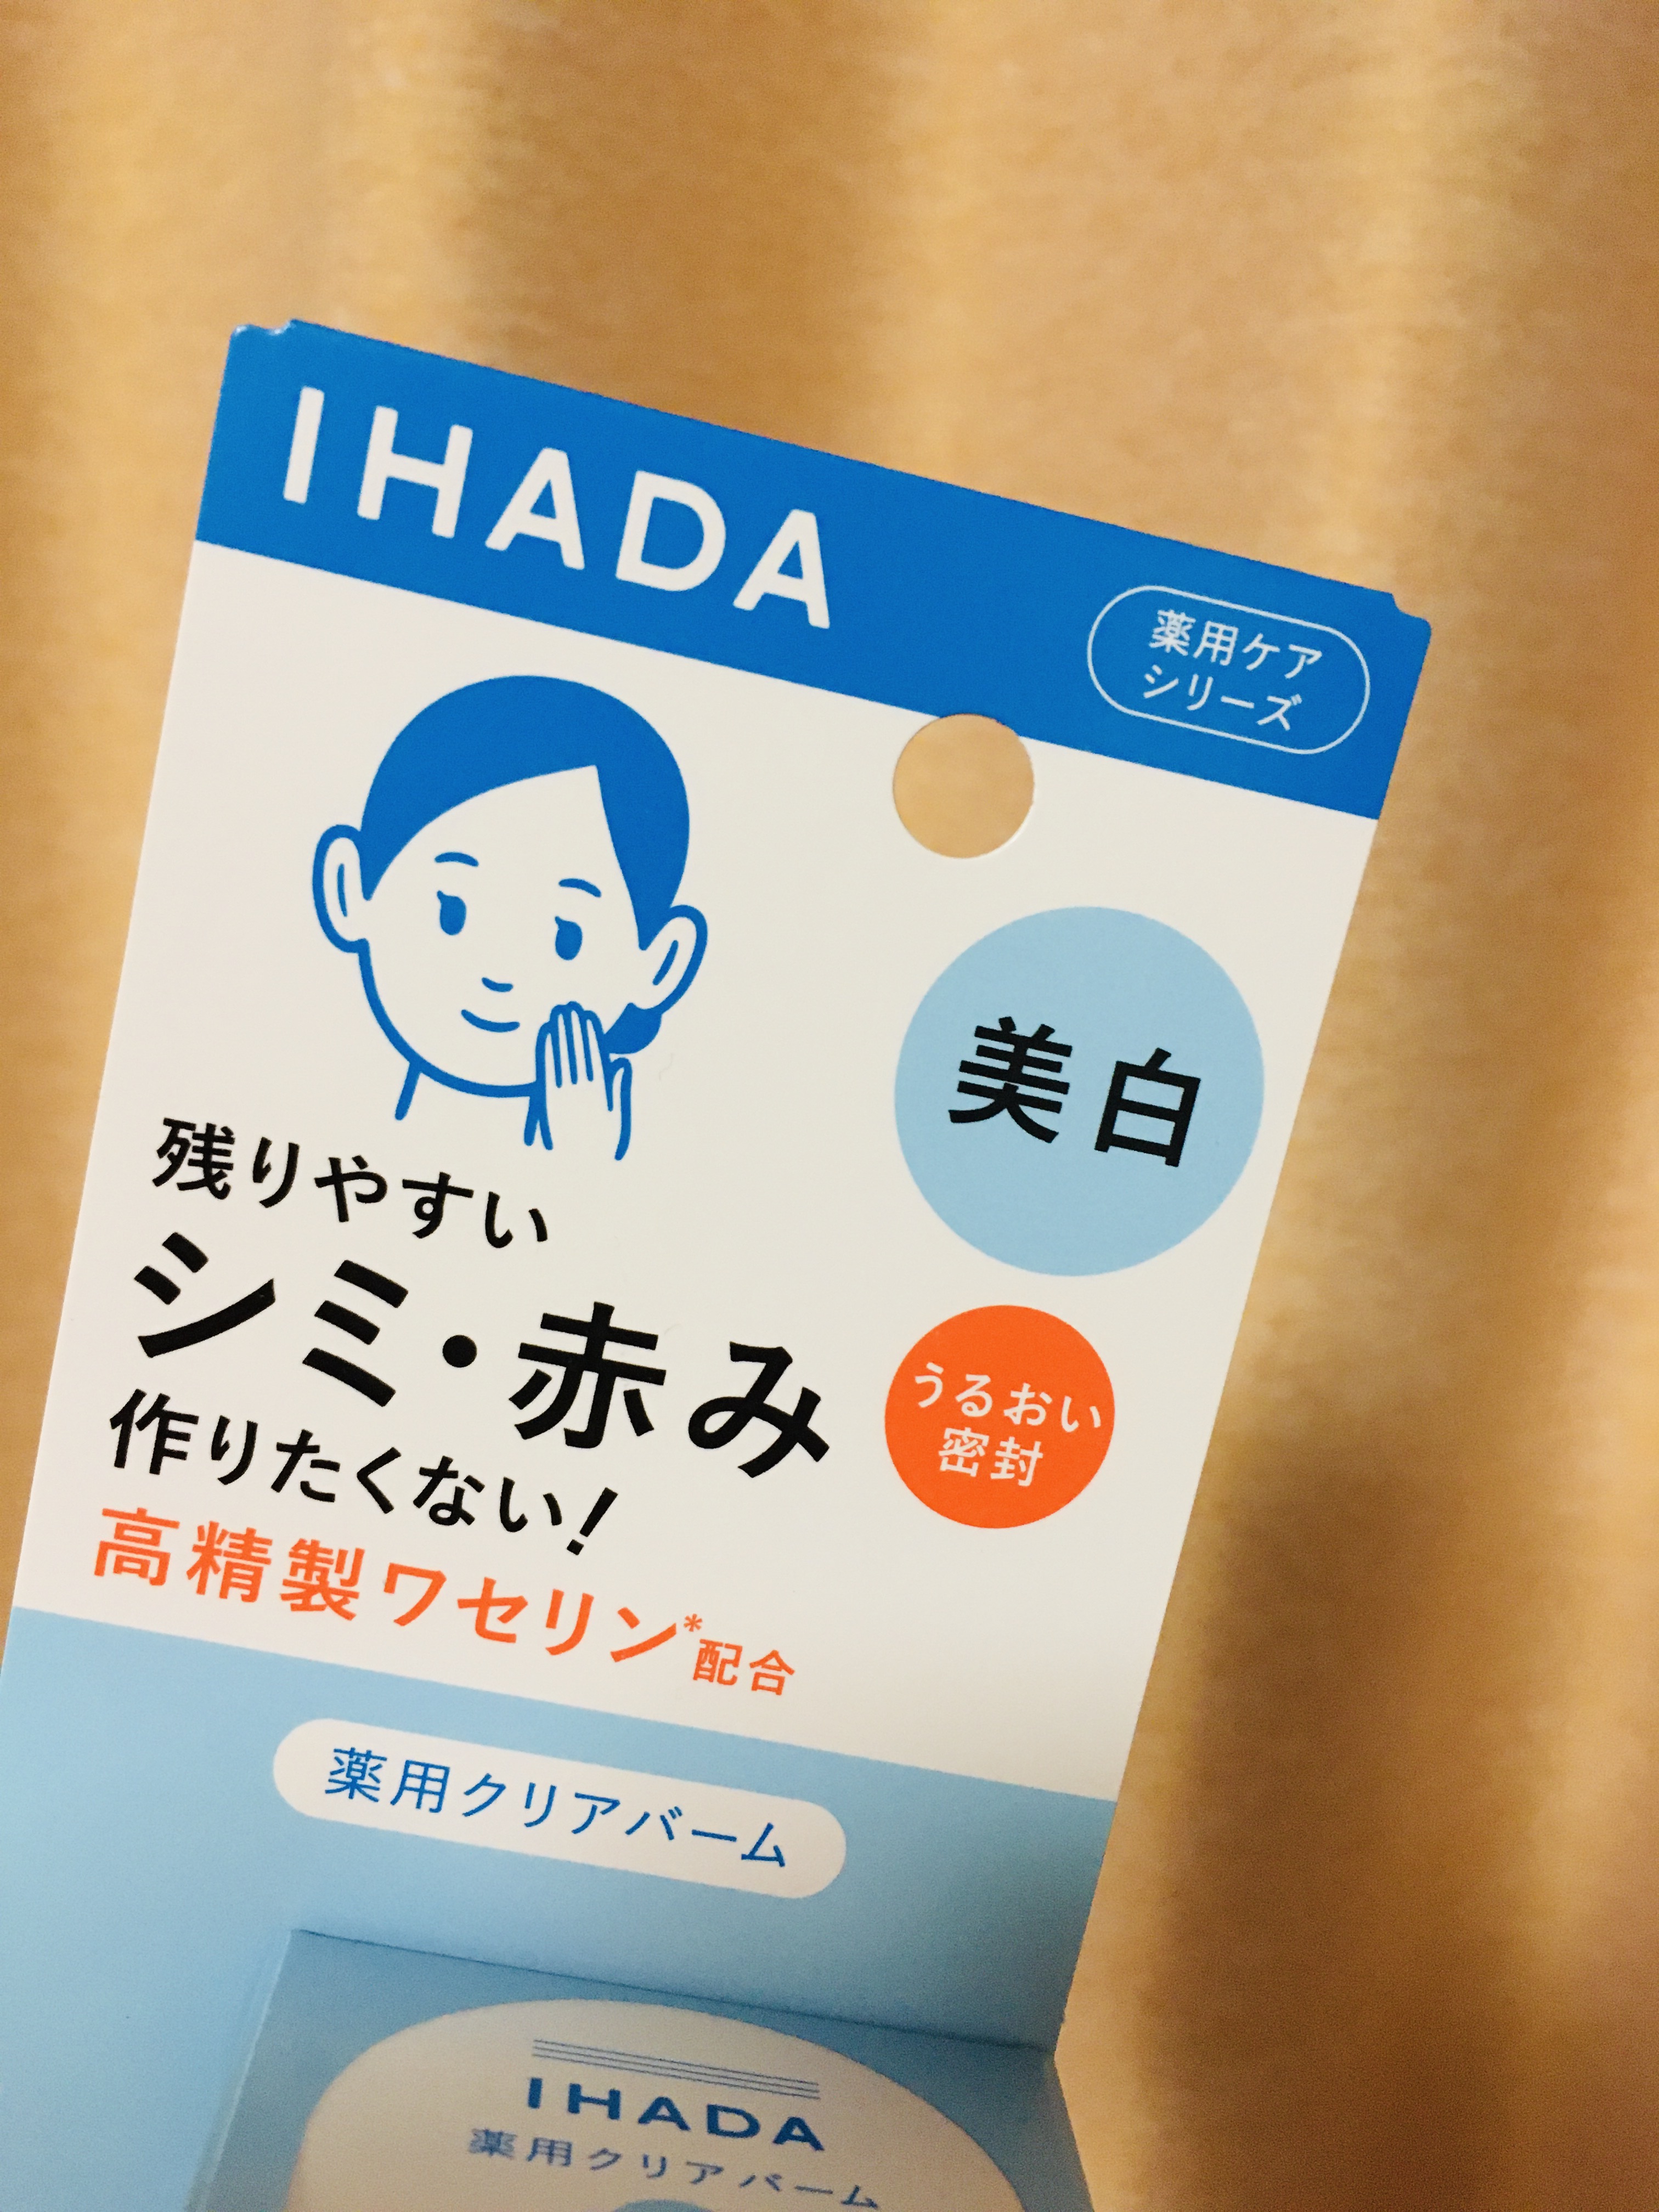 IHADA
薬用ケア
シリーズ
美白
残りやすい
シミ・赤み
作りたくない!
うるおい
密封
高精製ワセリン*配合
薬用クリアバーム
IHADA
薬用クリアバーム